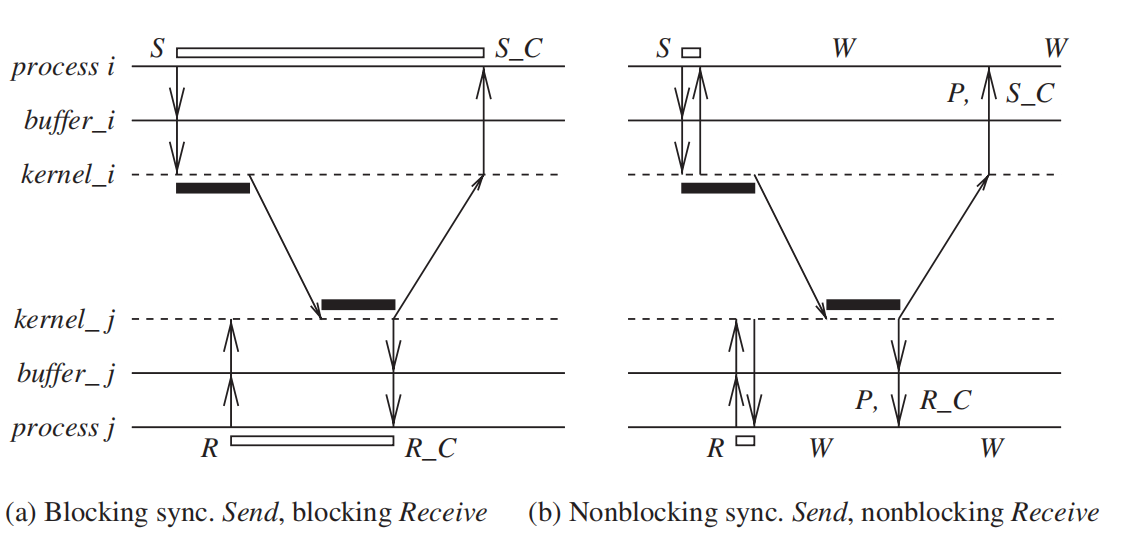 S S_C S W W
process i
P, S_C
buffer_i
kernel_i
kernel_ j
buffer_ j
P, R_C
process j
R R_C R W W
(a) Blocking sync. Send, blocking Receive (b) Nonblocking sync. Send, nonblocking Receive